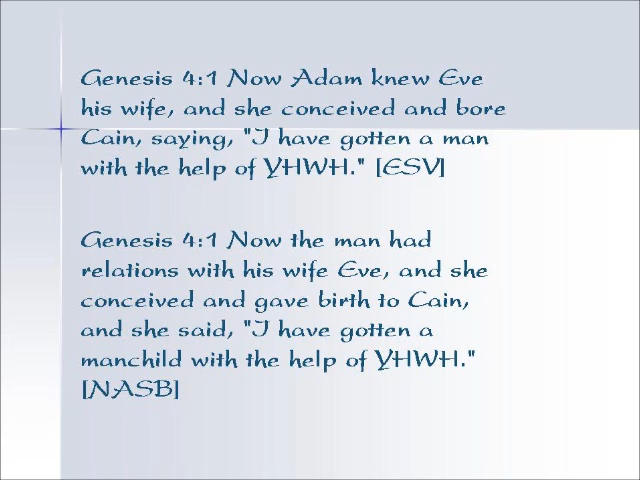 Genesis 4:1 Now Adam knew Eve
his wife, and she conceived and bore
Cain, saying, "I have gotten a man
with the help of YHWH." [ESV]
Genesis 4:1 Now the man had
relations with his wife Eve, and she
conceived and gave birth to Cain,
and she said, "I have gotten a
manchild with the help of YHWH."
[NASB]